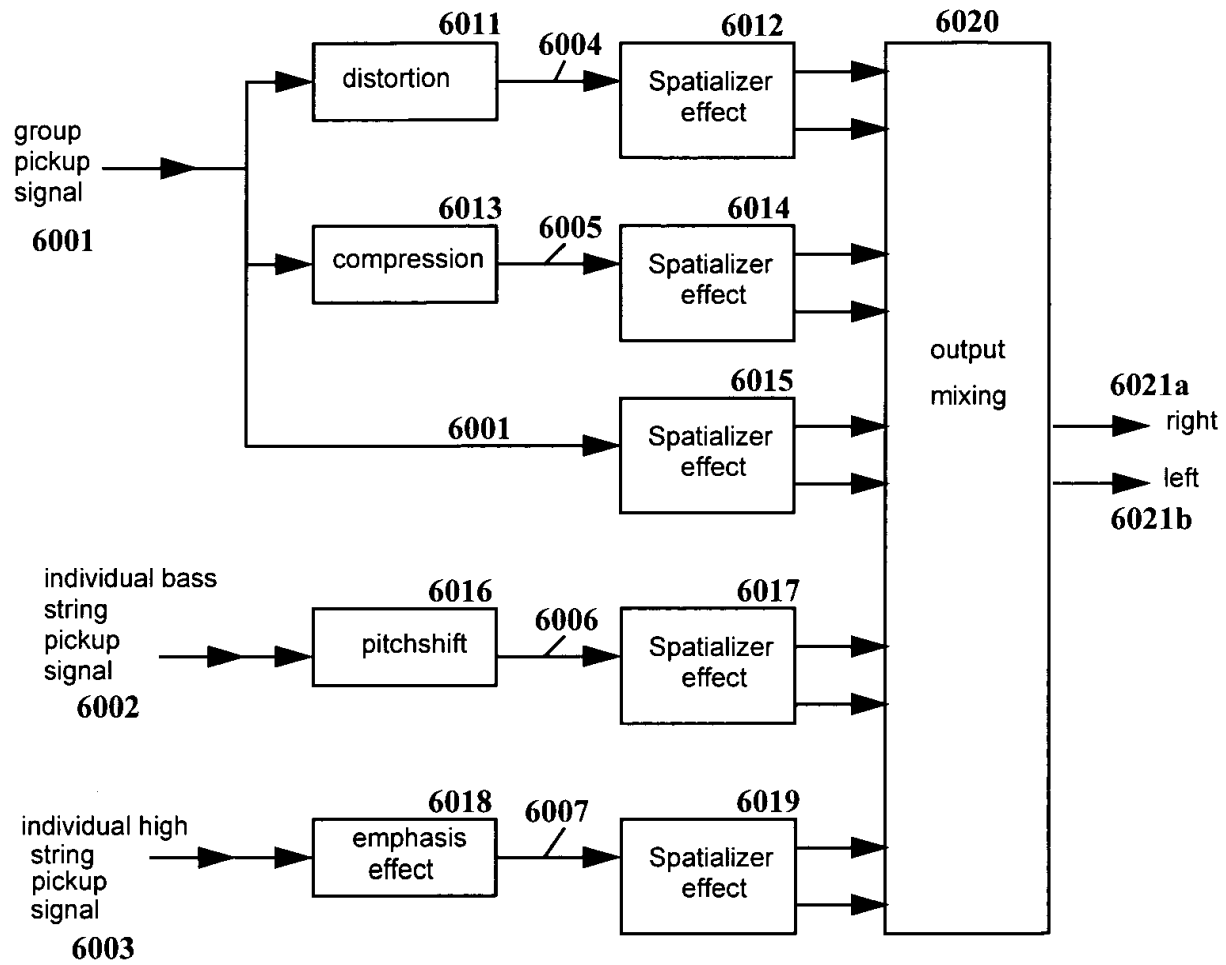 6011
6004
6012
6020
distortion
Spatializer
effect
group
pickup
signal
6001
6013
6005
6014
compression
Spatializer
effect
output
mixing
6015
6001
Spatializer
effect
6021a
right
left
6021b
individual bass
string
pickup
signal
6002
6016
6006
6017
pitchshift
Spatializer
effect
individual high
string
pickup
signal
6003
6018
6007
6019
emphasis
effect
Spatializer
effect